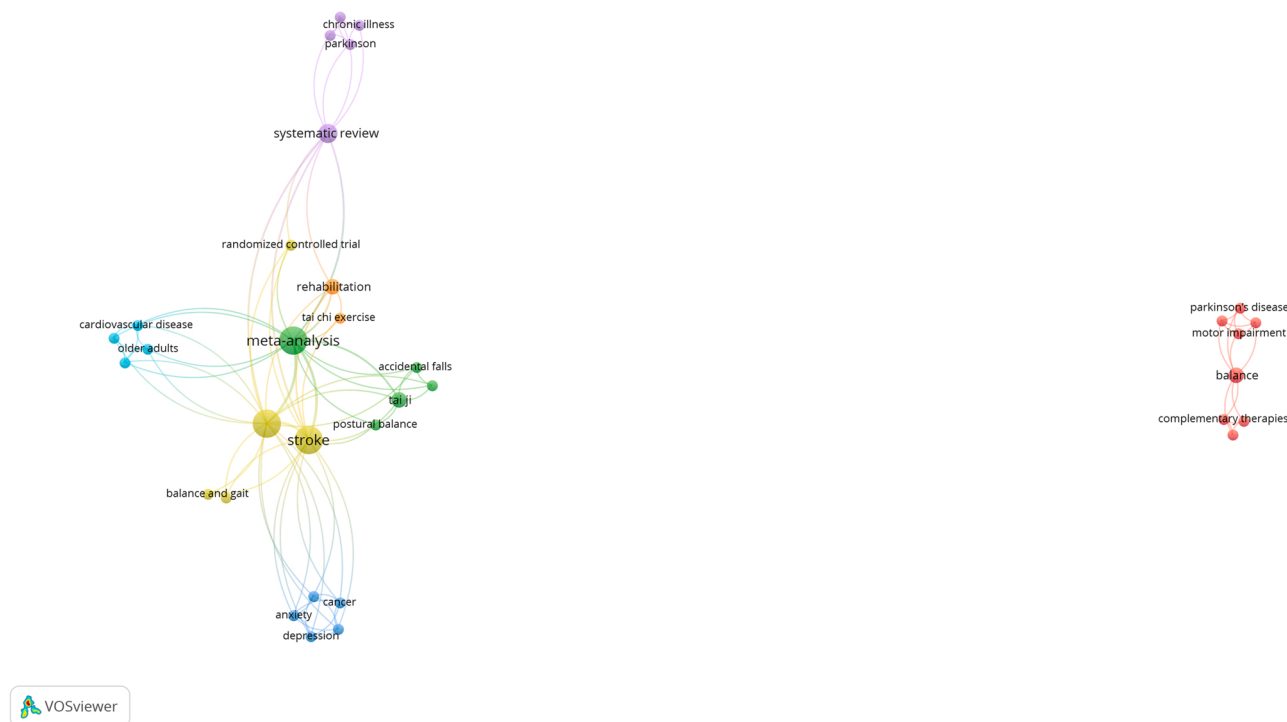 chronic illness
parkinson
systematic review
randomized controlled trial
rehabilitation
tai chi exercise
cardiovascular disease
meta-analysis
older adults
accidental falls
tai ji
postural balance
stroke
balance and gait
cancer
anxiety
depression
parkinson's disease
motor impairment
balance
complementary therapies
VOSviewer